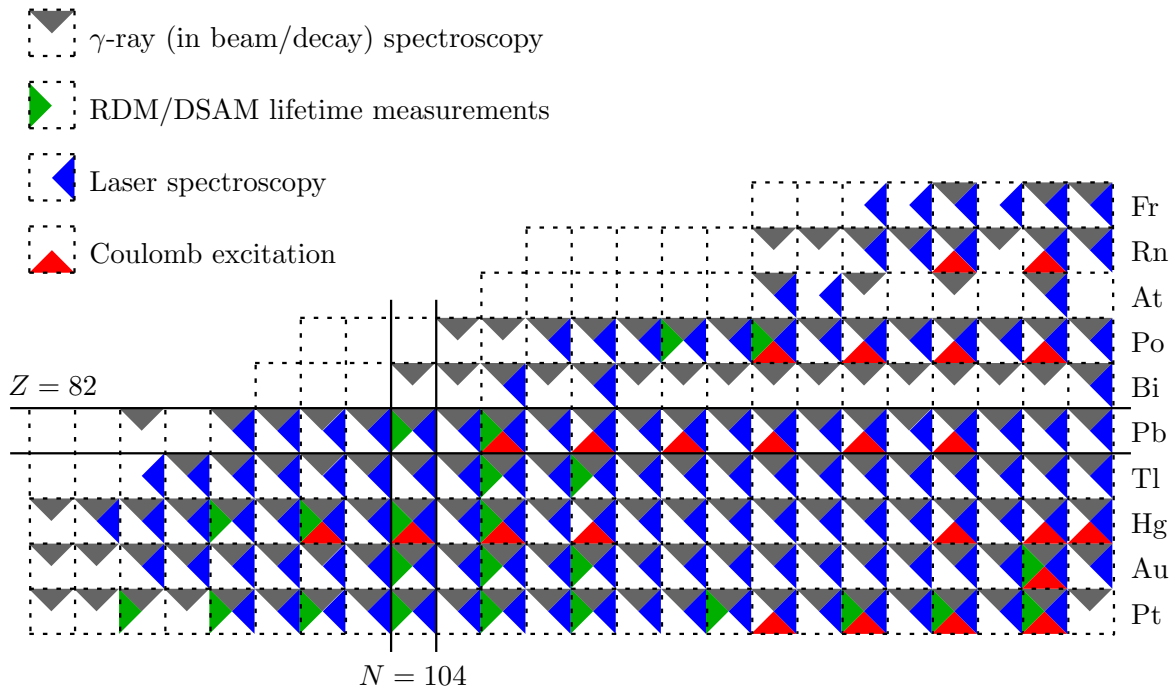 γ-ray (in beam/decay) spectroscopy
RDM/DSAM lifetime measurements
Laser spectroscopy
Coulomb excitation
Fr
Rn
At
Po
Z = 82
Bi
Pb
Tl
Hg
Au
Pt
N = 104